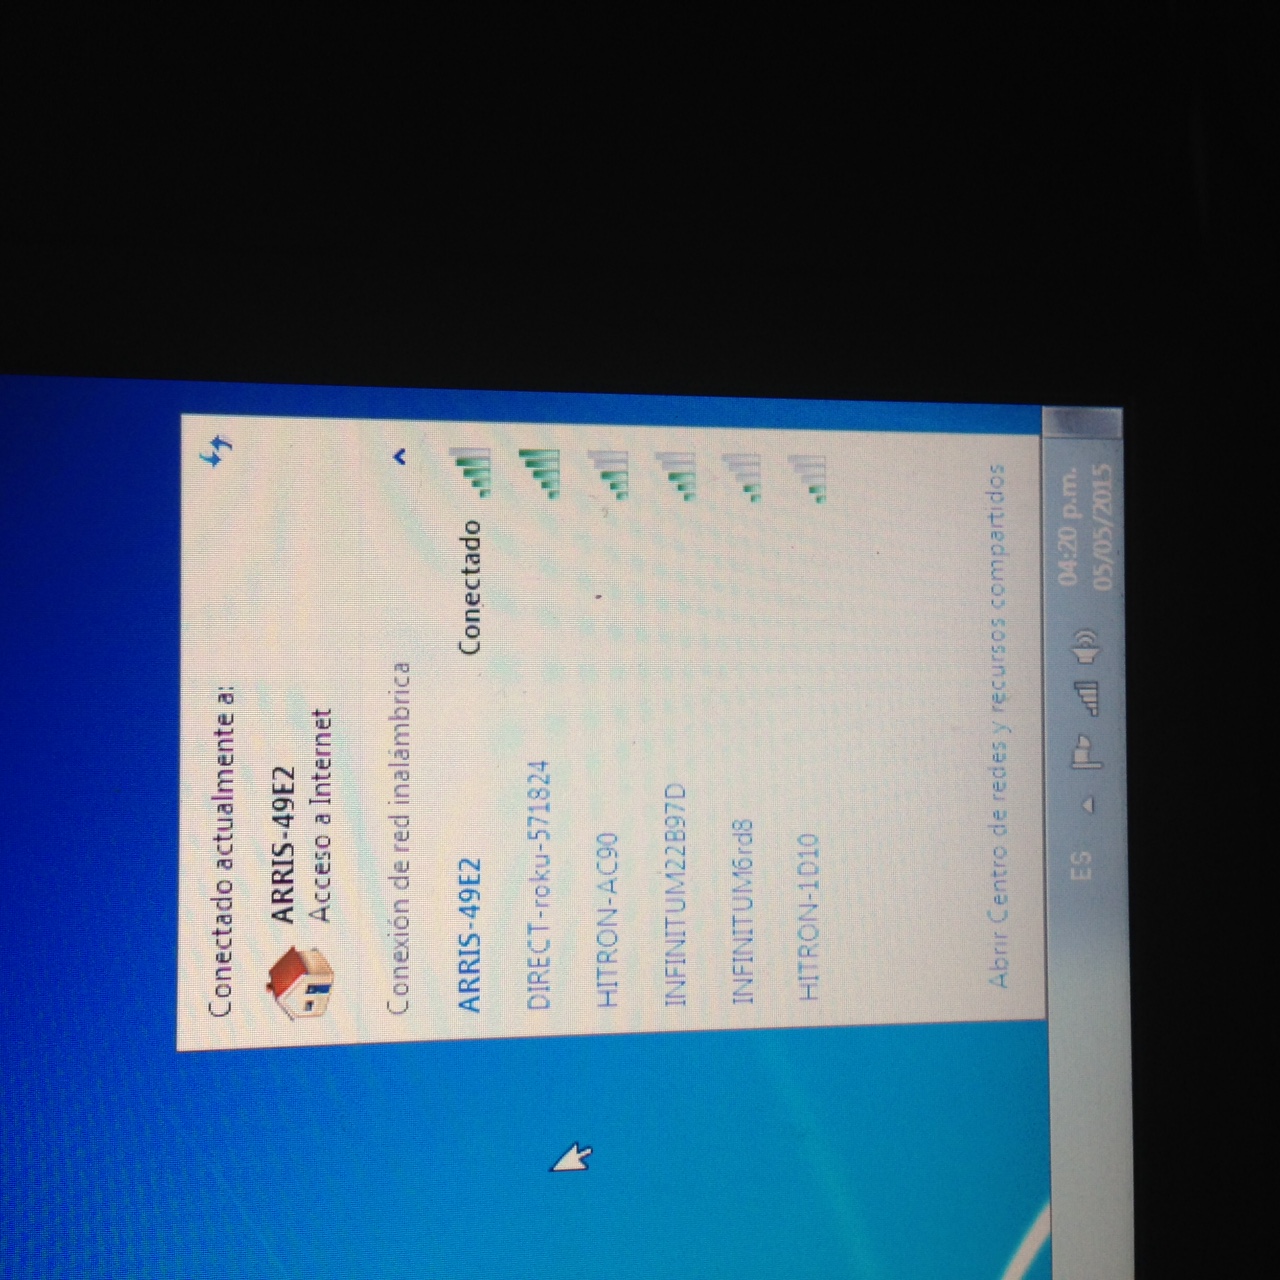 Conectado actualmente a:
ARRIS-49E2
Acceso a Internet
Conexión de red inalámbrica
ARRIS-49E2 Conectado
DIRECT-roku-571824
HITRON-AC90
INFINITUM22B97D
INFINITUM6rd8
HITRON-1D10
Abrir Centro de redes y recursos compartidos
ES 04:20 p.m.
05/05/2015